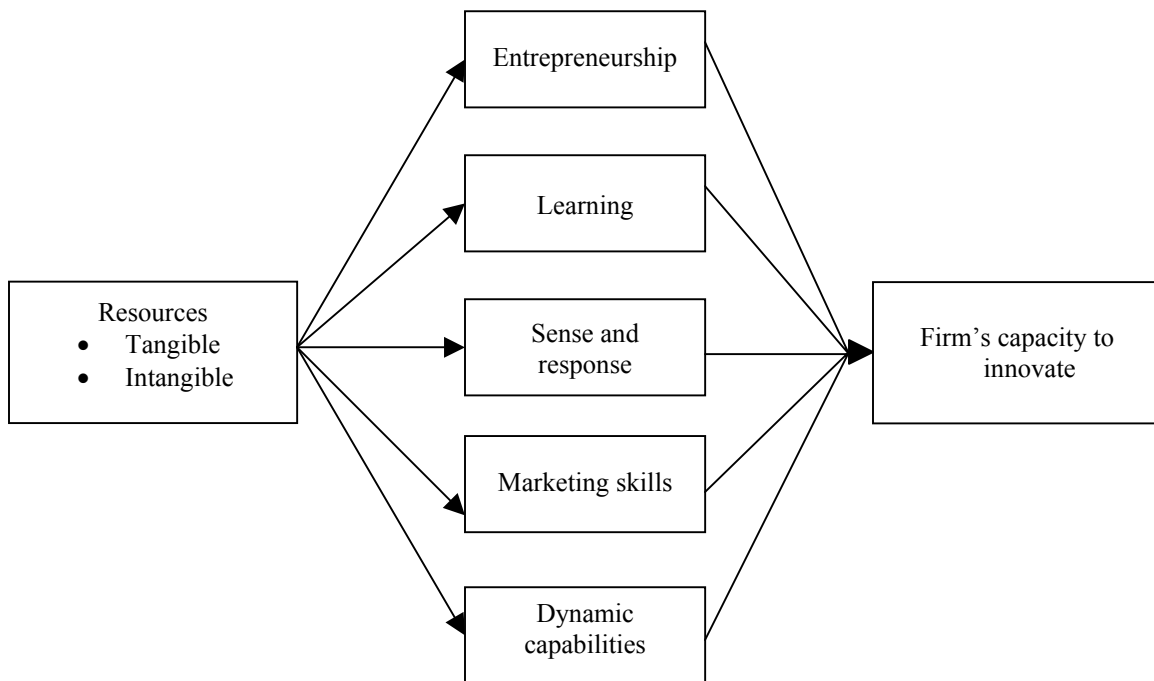 Entrepreneurship
Learning
Resources
• Tangible
• Intangible
Sense and
response
Firm’s capacity to
innovate
Marketing skills
Dynamic
capabilities